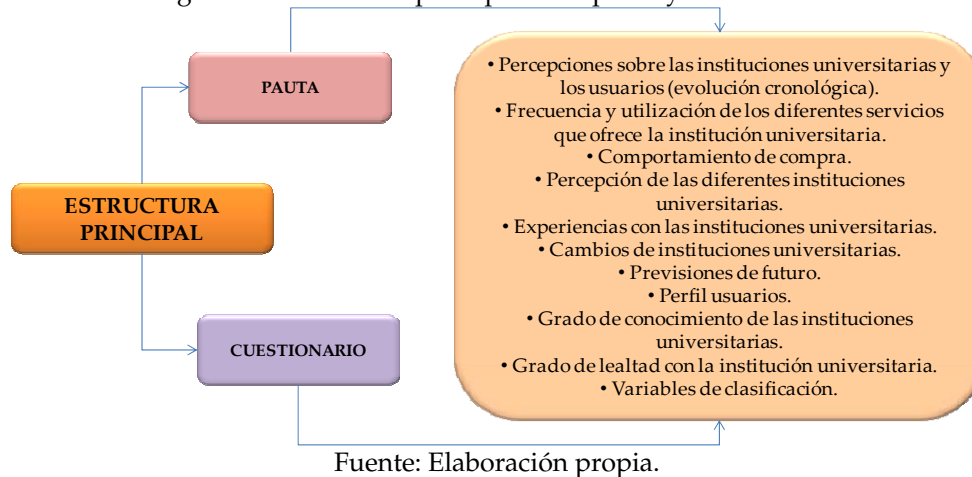 PAUTA
ESTRUCTURA
PRINCIPAL
CUESTIONARIO
• Percepciones sobre las instituciones universitarias y
los usuarios (evolución cronológica).
• Frecuencia y utilización de los diferentes servicios
que ofrece la institución universitaria.
• Comportamiento de compra.
• Percepción de las diferentes instituciones
universitarias.
• Experiencias con las instituciones universitarias.
• Cambios de instituciones universitarias.
• Previsiones de futuro.
• Perfil usuarios.
• Grado de conocimiento de las instituciones
universitarias.
• Grado de lealtad con la institución universitaria.
• Variables de clasificación.
Fuente: Elaboración propia.